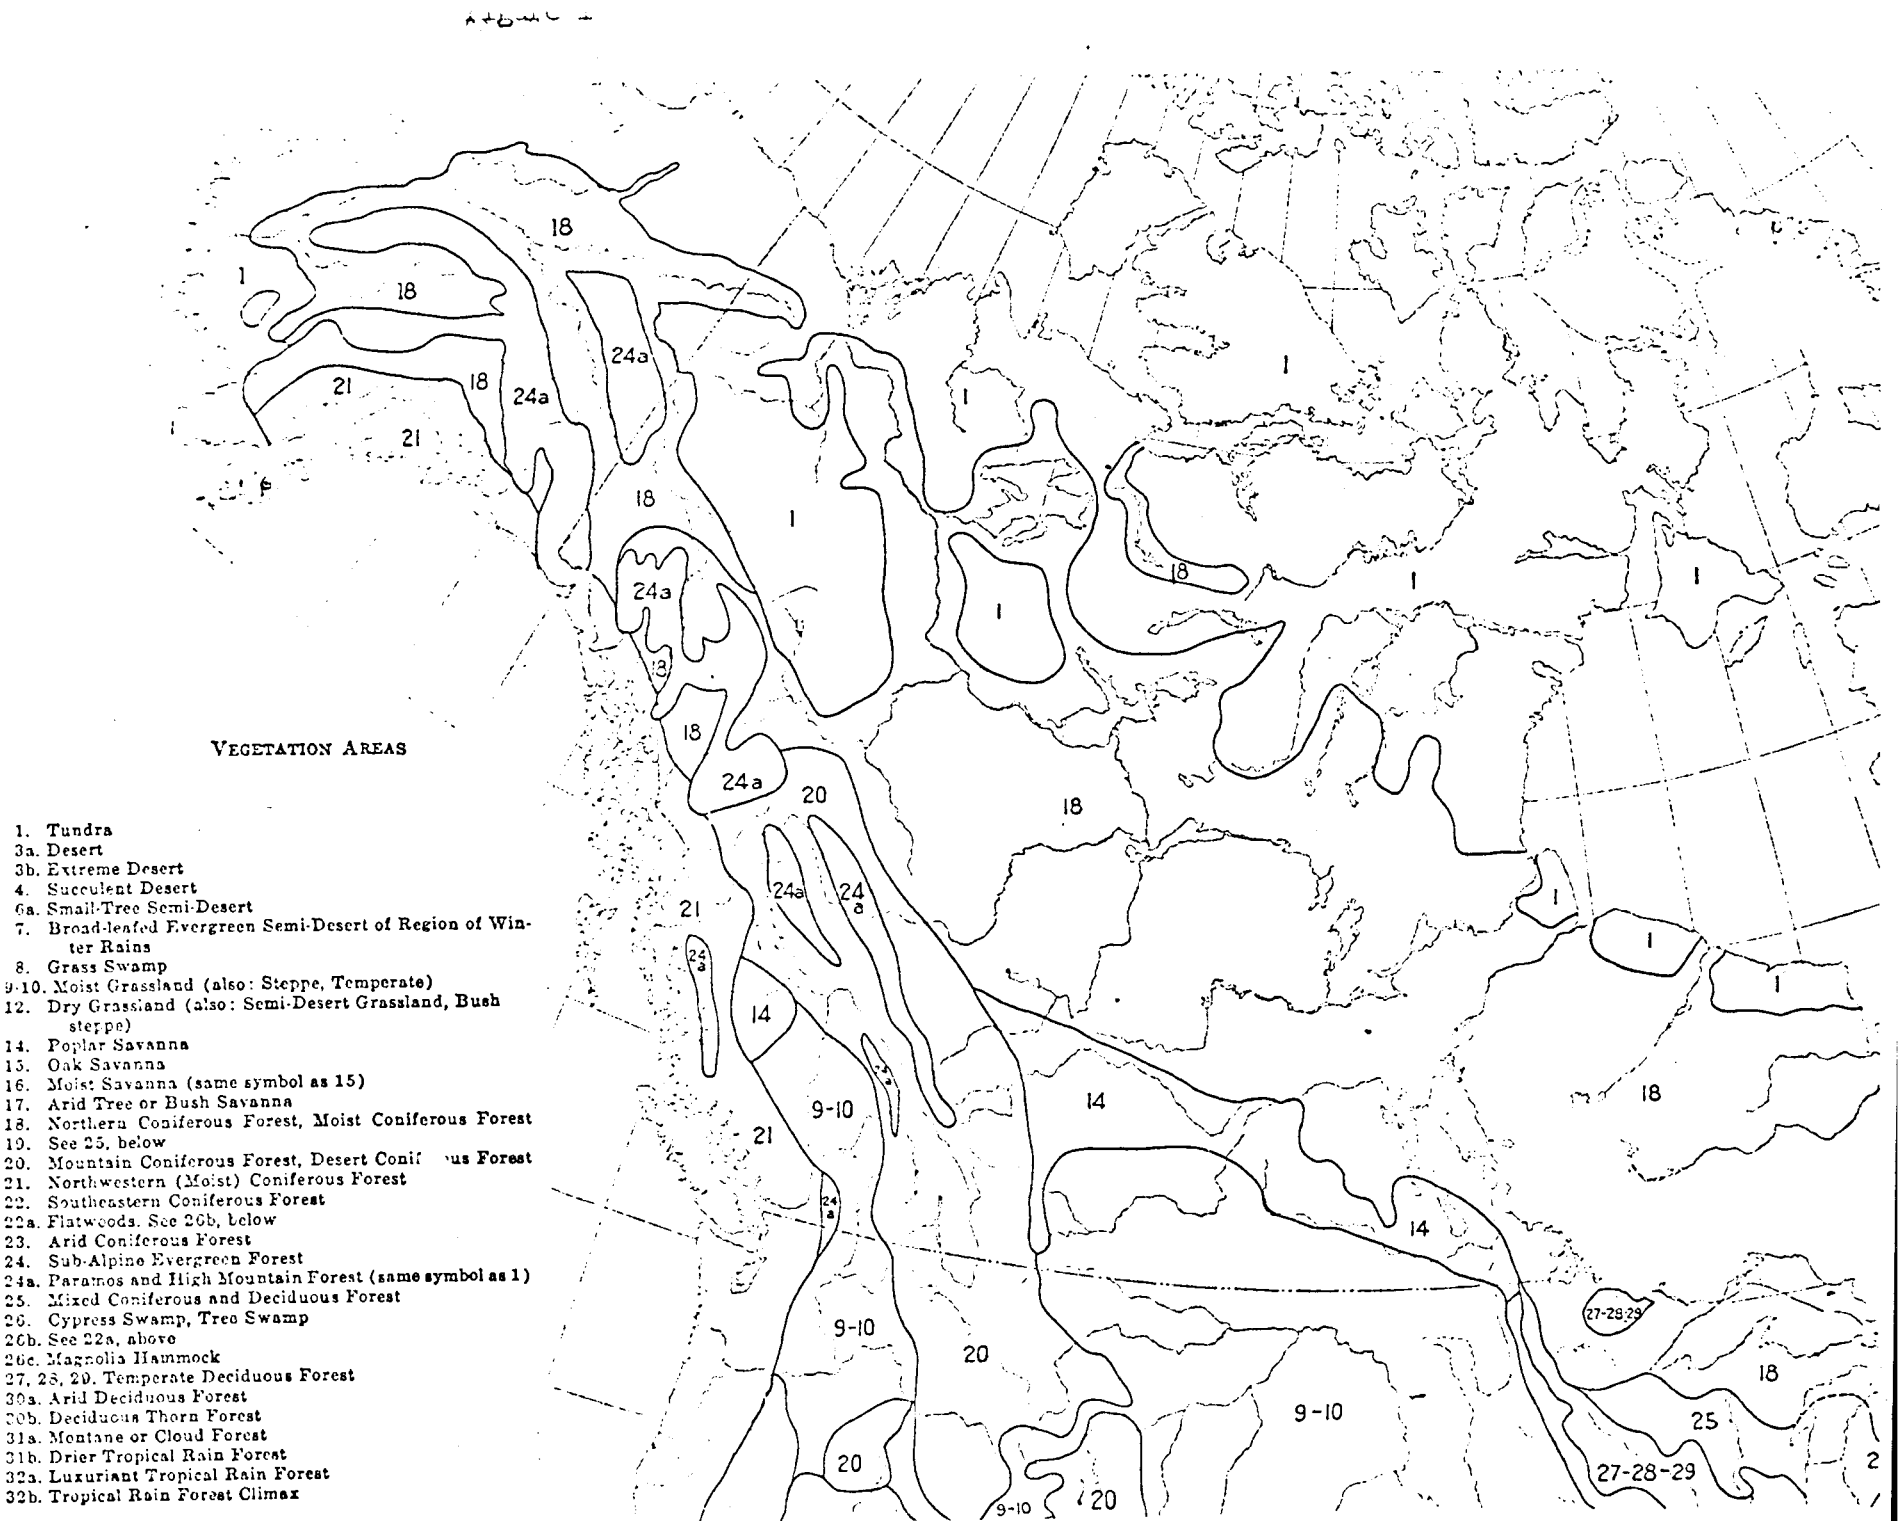 VEGETATION AREAS
1. Tundra
3a. Desert
3b. Extreme Desert
4. Succulent Desert
6a. Small-Tree Semi-Desert
7. Broad-leafed Evergreen Semi-Desert of Region of Win-
ter Rains
8. Grass Swamp
9-10. Moist Grassland (also: Steppe, Temperate)
12. Dry Grassland (also: Semi-Desert Grassland, Bush
steppe)
14. Poplar Savanna
15. Oak Savanna
16. Moist Savanna (same symbol as 15)
17. Arid Tree or Bush Savanna
18. Northern Coniferous Forest, Moist Coniferous Forest
19. See 25, below
20. Mountain Coniferous Forest, Desert Conif us Forest
21. Northwestern (Moist) Coniferous Forest
22. Southeastern Coniferous Forest
22a. Flatwoods. See 26b, below
23. Arid Coniferous Forest
24. Sub-Alpine Evergreen Forest
24a. Paramos and High Mountain Forest (same symbol as 1)
25. Mixed Coniferous and Deciduous Forest
26. Cypress Swamp, Tree Swamp
26b. See 22a, above
26c. Magnolia Hammock
27, 28, 29. Temperate Deciduous Forest
30a. Arid Deciduous Forest
30b. Deciduous Thorn Forest
31a. Montane or Cloud Forest
31b. Drier Tropical Rain Forest
32a. Luxuriant Tropical Rain Forest
32b. Tropical Rain Forest Climax
18
1
18
24a
1
21
18
24a
1
21
18
1
18
1
1
24a
1
18
18
24a
20
18
24a
24a
1
21
24a
1
1
14
9-10
14
18
21
24a
14
9-10
27-28-29
20
18
9-10
25
20
27-28-29
2
9-10
20